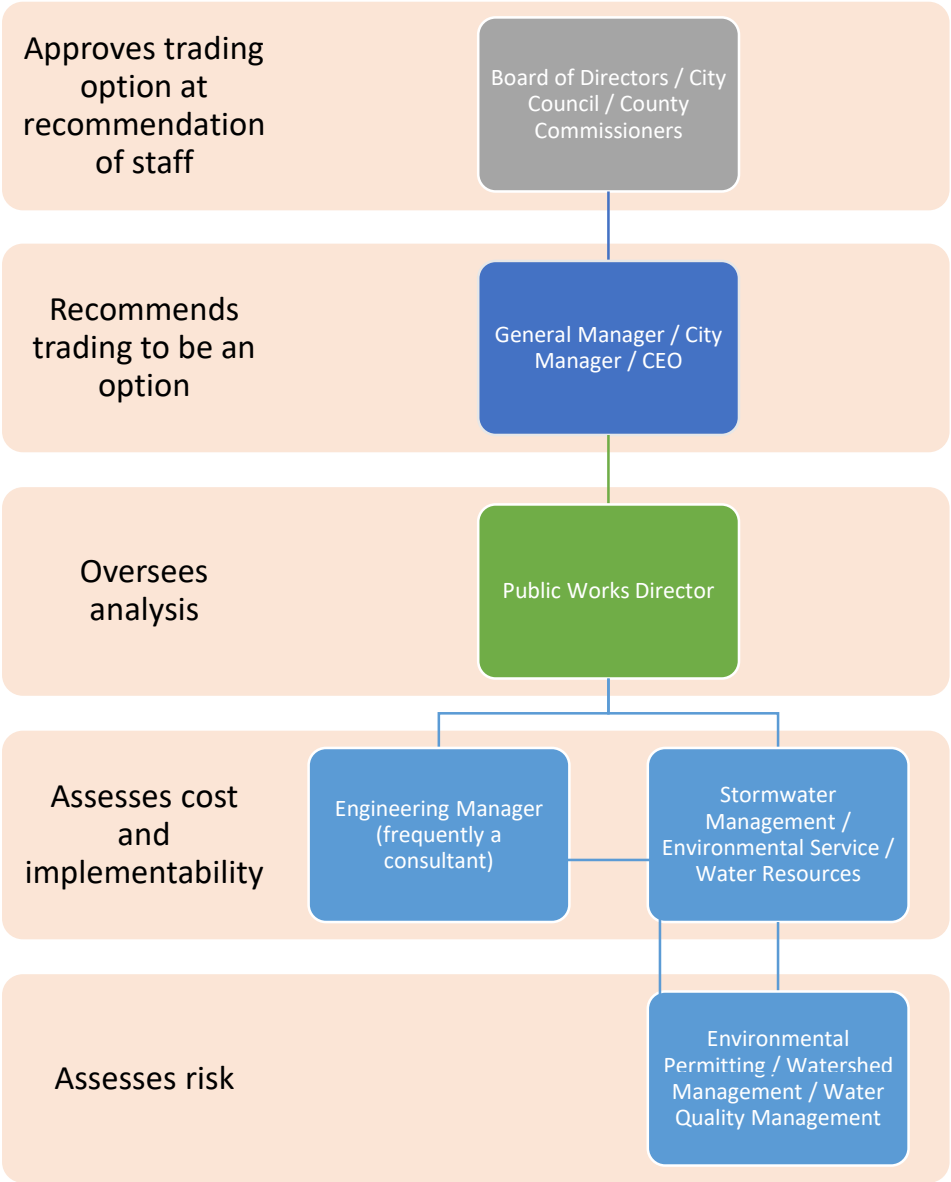 Approves trading
option at
recommendation
of staff
Board of Directors / City
Council / County
Commissioners
Recommends
trading to be an
option
General Manager / City
Manager / CEO
Oversees
analysis
Public Works Director
Assesses cost
and
implementability
Engineering Manager
(frequently a
consultant)
Stormwater
Management /
Environmental Service /
Water Resources
Assesses risk
Environmental
Permitting / Watershed
Management / Water
Quality Management